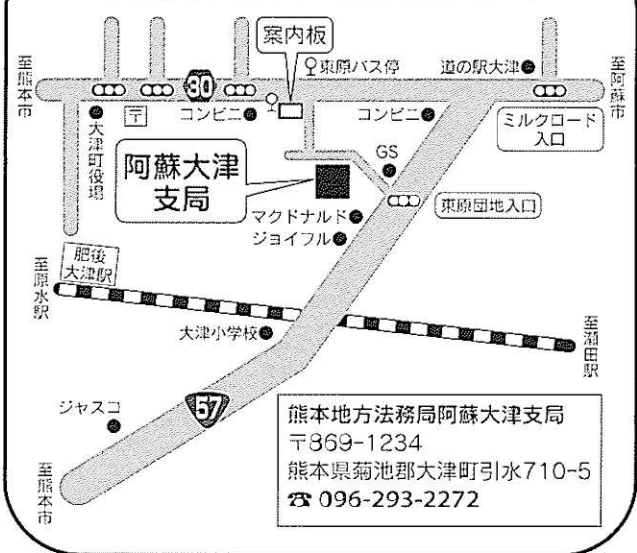 案内板
東原バス停
道の駅大津
至熊本市
至阿蘇市
30
大津町役場
〒
コンビニ
コンビニ
ミルクロード
入口
阿蘇大津
支局
GS
東原団地入口
マクドナルド
ジョイフル
肥後
大津駅
至原水駅
大津小学校
至瀬田駅
ジャスコ
57
至熊本市
熊本地方法務局阿蘇大津支局
〒869-1234
熊本県菊池郡大津町引水710-5
☎ 096-293-2272